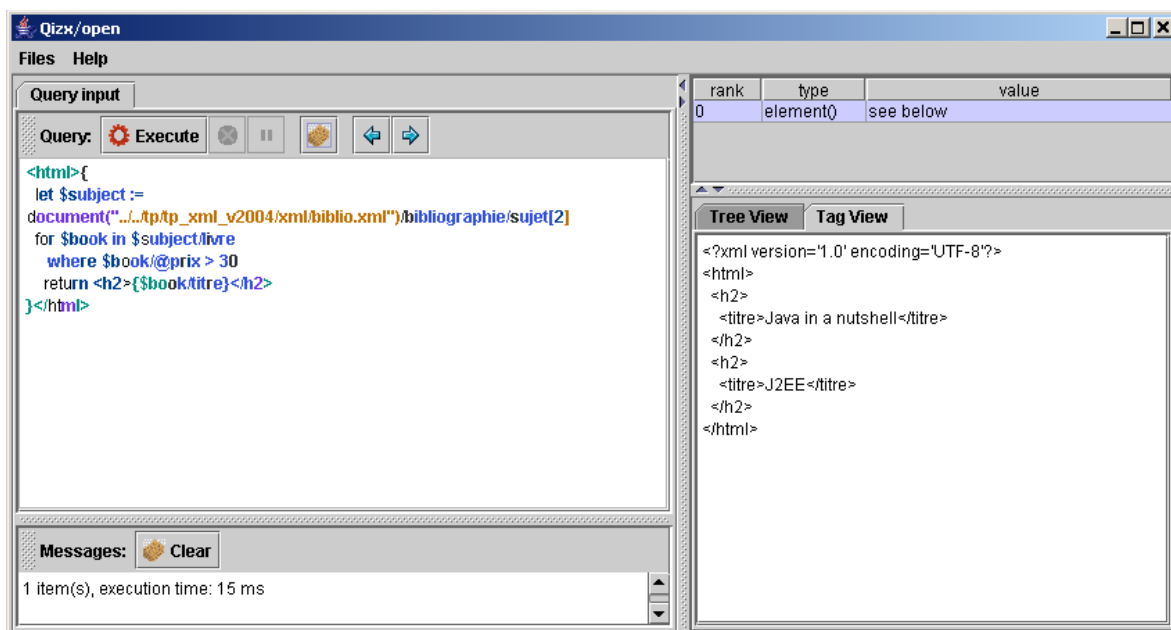 Qizx/open
Files Help
Query input
Query: Execute
<html>{
let $subject :=
document("../../tp/tp_xml_v2004/xml/biblio.xml")/bibliographie/sujet[2]
for $book in $subject/livre
where $book/@prix > 30
return <h2>{$book/titre}</h2>
}</html>
Messages: Clear
1 item(s), execution time: 15 ms
rank type value
0 element() see below
Tree View Tag View
<?xml version='1.0' encoding='UTF-8'?>
<html>
<h2>
<titre>Java in a nutshell</titre>
</h2>
<h2>
<titre>J2EE</titre>
</h2>
</html>